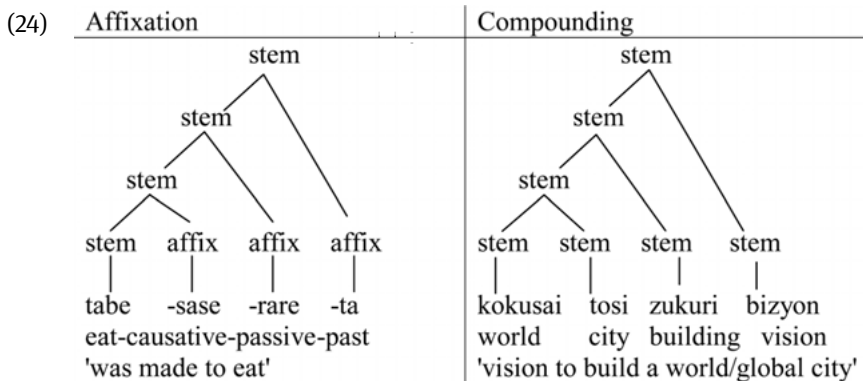 (24) Affixation Compounding
stem stem
stem stem
stem stem
stem affix affix affix stem stem stem stem
tabe -sase -rare -ta kokusai tosi zukuri bizyon
eat-causative-passive-past world city building vision
'was made to eat' 'vision to build a world/global city'